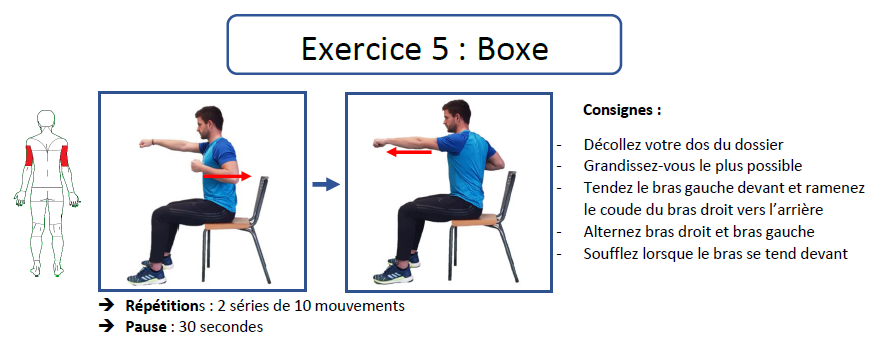 Exercice 5 : Boxe
Consignes :
- Décollez votre dos du dossier
- Grandissez-vous le plus possible
- Tendez le bras gauche devant et ramenez
le coude du bras droit vers l’arrière
- Alternez bras droit et bras gauche
- Soufflez lorsque le bras se tend devant
➔ Répétitions : 2 séries de 10 mouvements
➔ Pause : 30 secondes